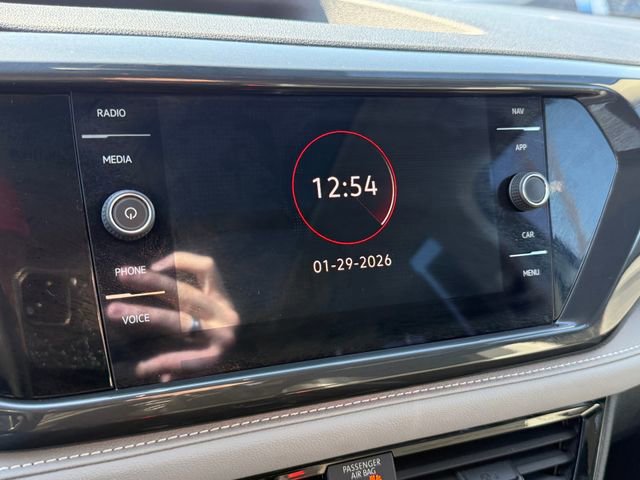 RADIO
MEDIA
PHONE
VOICE
12:54
01-29-2026
NAV
APP
CAR
MENU
PASSENGER
AIR BAG